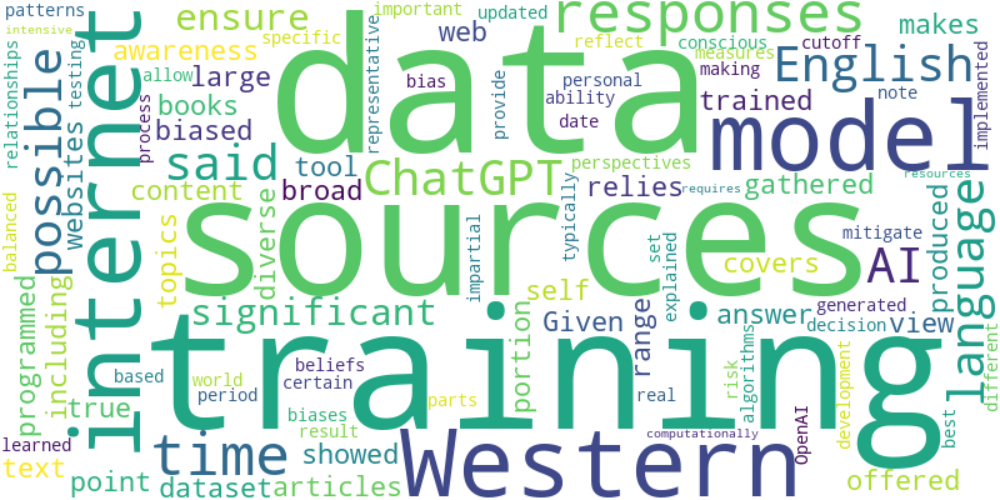 patterns
intensive
ensure
important
updated
responses
makes
awareness
specific
representative
web
data
reflect
conscious
cutoff
measures
English
implemented
relationships
possible
testing
internet
allow
large
bias
provide
personal
making
ability
trained
note
model
process
books
biased
date
websites
said
tool
ChatGPT
perspectives
resources
content
broad
relies
requires
gathered
balanced
topics
diverse
sources
impartial
typically
set
explained
covers
AI
mitigate
produced
language
programmed
including
significant
self
portion
Given
range
answer
generated
decision
view
based
world
period
beliefs
certain
training
real
risk
algorithms
development
different
true
biases
result
parts
best
learned
text
time
showed
Western
computationally
OpenAI
point
dataset
articles
offered